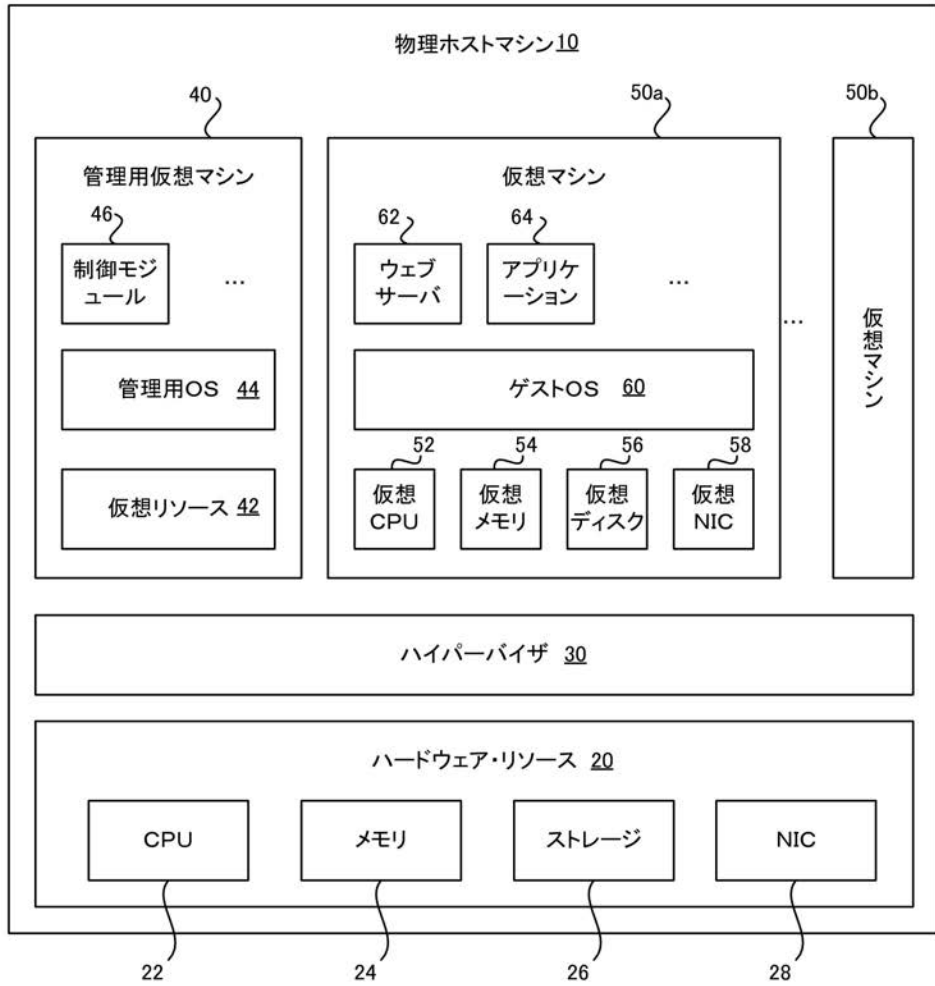 物理ホストマシン10
40
50a
50b
管理用仮想マシン
46
制御モジ
ュール
…
管理用OS 44
仮想リソース 42
仮想マシン
62
ウェブ
サーバ
64
アプリケ
ーション
…
ゲストOS 60
52
仮想
CPU
54
仮想
メモリ
56
仮想
ディスク
58
仮想
NIC
…
仮想マシン
ハイパーバイザ 30
ハードウェア・リソース 20
CPU
メモリ
ストレージ
NIC
22
24
26
28